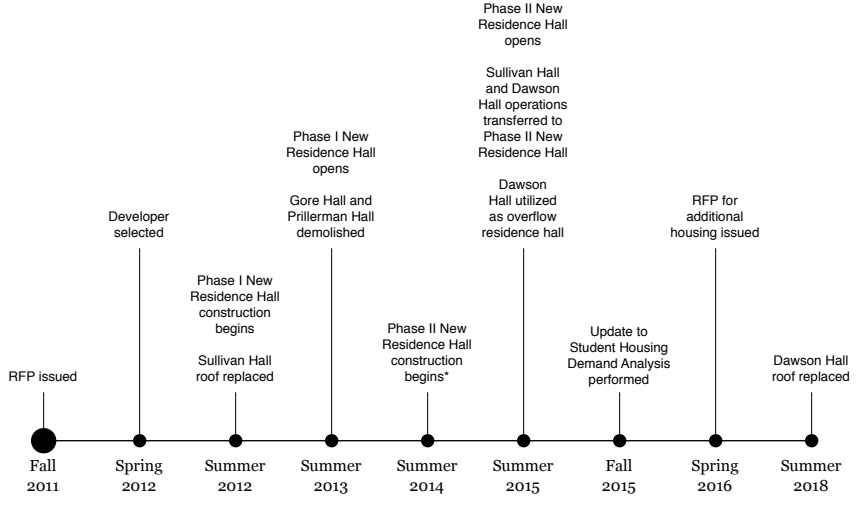 RFP issued
Developer
selected
Phase I New
Residence Hall
construction
begins
Sullivan Hall
roof replaced
Phase I New
Residence Hall
opens
Gore Hall and
Prillerman Hall
demolished
Phase II New
Residence Hall
construction
begins*
Phase II New
Residence Hall
opens
Sullivan Hall
and Dawson
Hall operations
transferred to
Phase II New
Residence Hall
Dawson
Hall utilized
as overflow
residence hall
Update to
Student Housing
Demand Analysis
performed
RFP for
additional
housing issued
Dawson Hall
roof replaced
Fall
2011
Spring
2012
Summer
2012
Summer
2013
Summer
2014
Summer
2015
Fall
2015
Spring
2016
Summer
2018